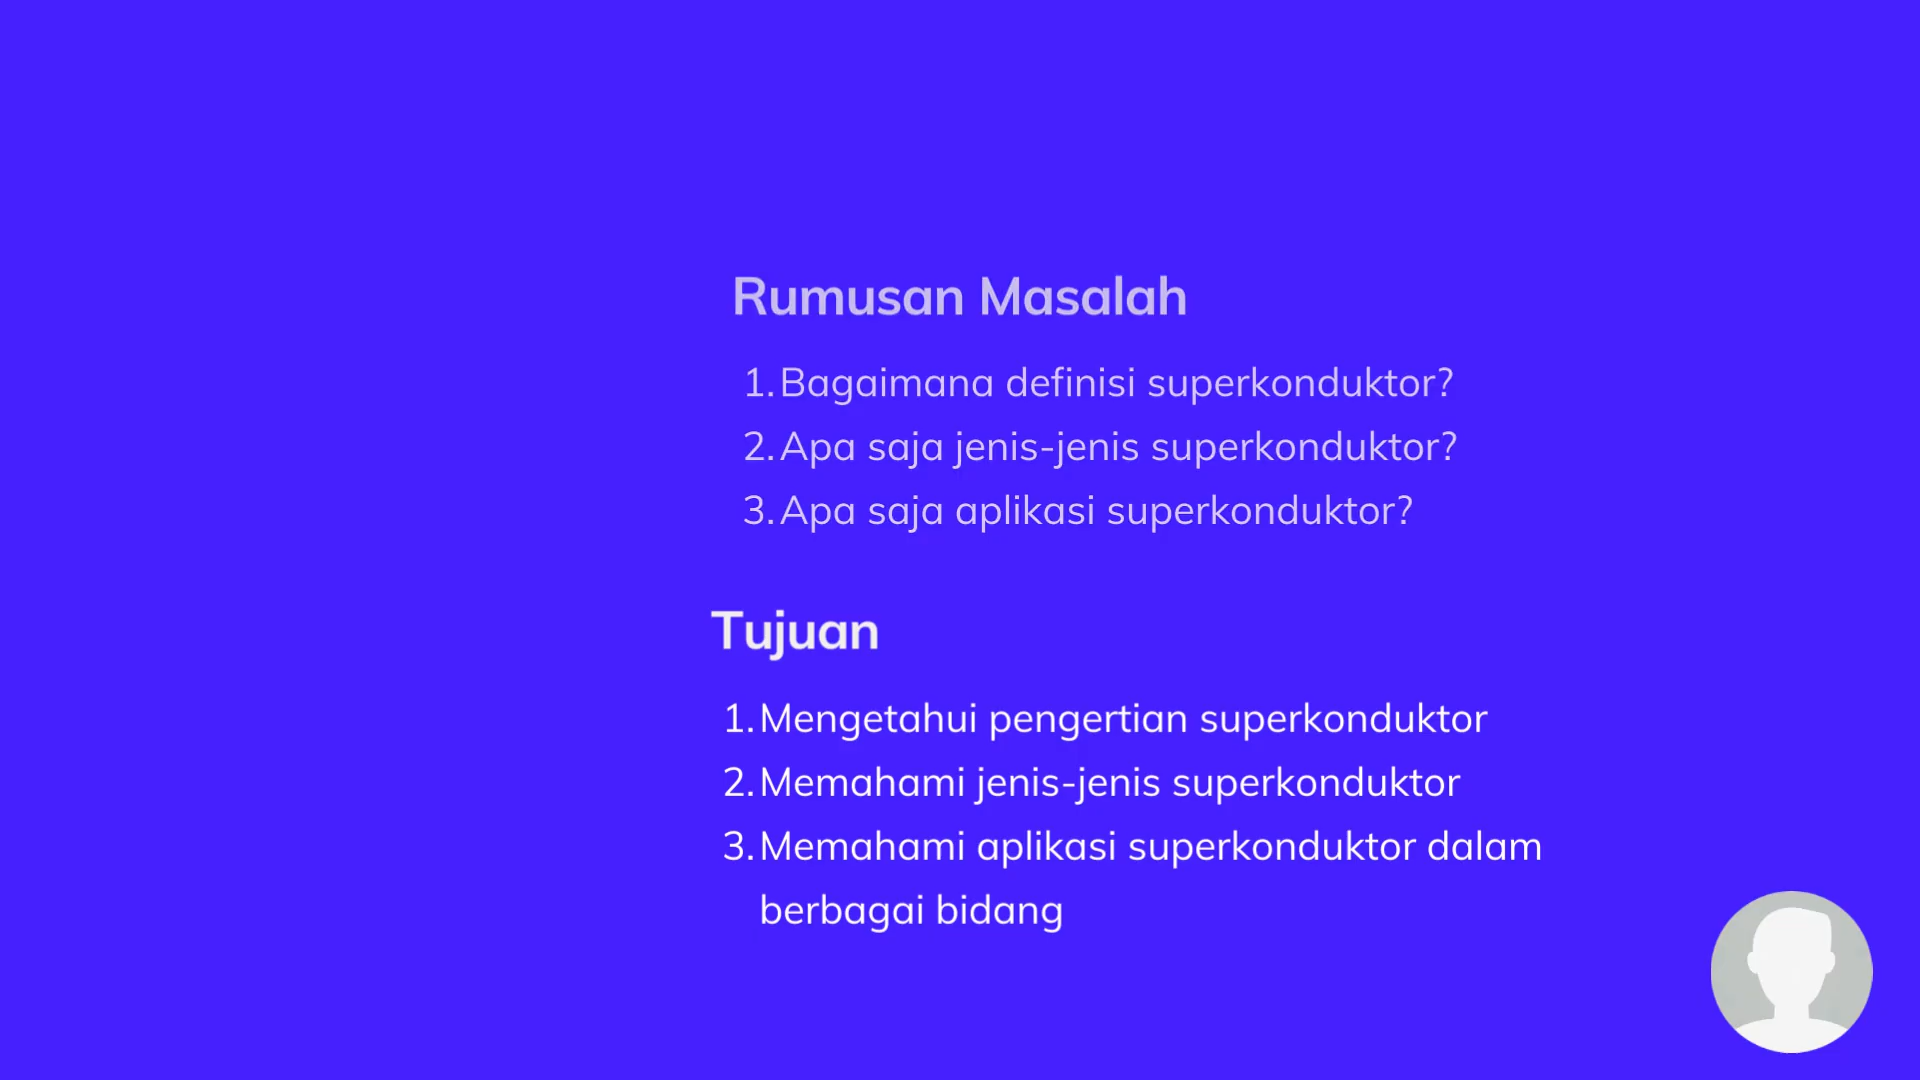 Rumusan Masalah
1. Bagaimana definisi superkonduktor?
2. Apa saja jenis-jenis superkonduktor?
3. Apa saja aplikasi superkonduktor?
Tujuan
1. Mengetahui pengertian superkonduktor
2. Memahami jenis-jenis superkonduktor
3. Memahami aplikasi superkonduktor dalam
berbagai bidang